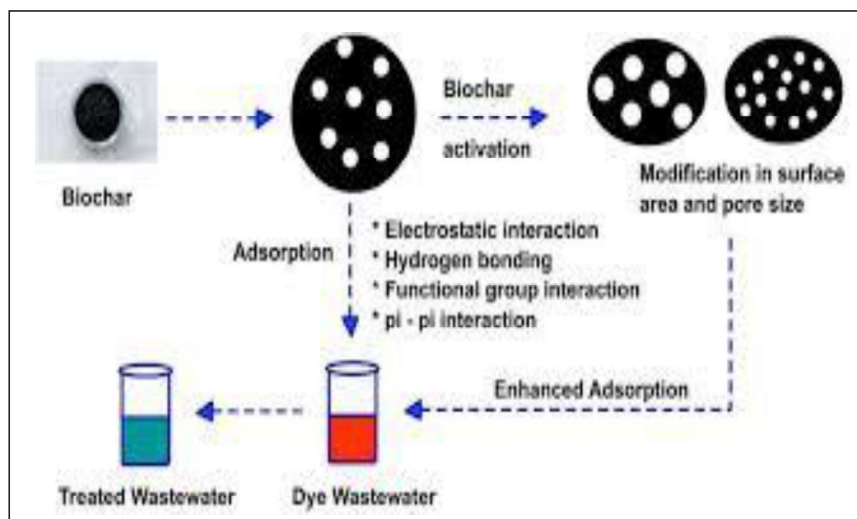 Biochar
Biochar
activation
Modification in surface
area and pore size
Adsorption
* Electrostatic interaction
* Hydrogen bonding
* Functional group interaction
* pi - pi interaction
Enhanced Adsorption
Treated Wastewater
Dye Wastewater